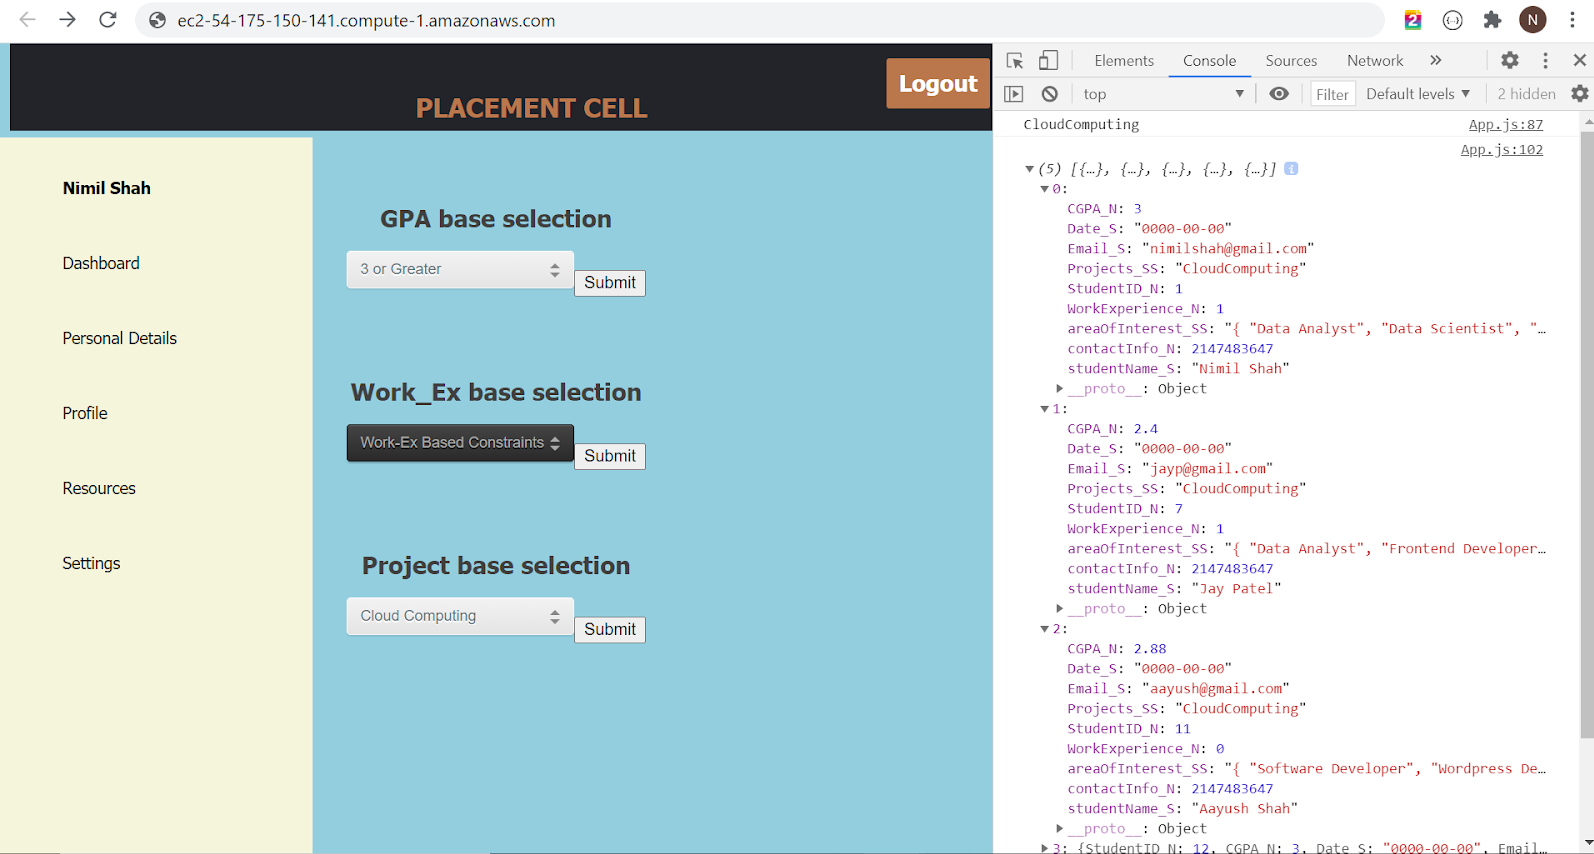 ec2-54-175-150-141.compute-1.amazonaws.com
2
N
Logout
PLACEMENT CELL
Nimil Shah
Dashboard
Personal Details
Profile
Resources
Settings
GPA base selection
3 or Greater
Submit
Work_Ex base selection
Work-Ex Based Constraints
Submit
Project base selection
Cloud Computing
Submit
Elements Console Sources Network »
top Filter Default levels 2 hidden
CloudComputing App.js:87
App.js:102
(5) [{…}, {…}, {…}, {…}, {…}] i
0:
CGPA_N: 3
Date_S: "0000-00-00"
Email_S: "nimilshah@gmail.com"
Projects_SS: "CloudComputing"
StudentID_N: 1
WorkExperience_N: 1
areaOfInterest_SS: "{ "Data Analyst", "Data Scientist", "…
contactInfo_N: 2147483647
studentName_S: "Nimil Shah"
__proto__: Object
1:
CGPA_N: 2.4
Date_S: "0000-00-00"
Email_S: "jayp@gmail.com"
Projects_SS: "CloudComputing"
StudentID_N: 7
WorkExperience_N: 1
areaOfInterest_SS: "{ "Data Analyst", "Frontend Developer…
contactInfo_N: 2147483647
studentName_S: "Jay Patel"
__proto__: Object
2:
CGPA_N: 2.88
Date_S: "0000-00-00"
Email_S: "aayush@gmail.com"
Projects_SS: "CloudComputing"
StudentID_N: 11
WorkExperience_N: 0
areaOfInterest_SS: "{ "Software Developer", "Wordpress De…
contactInfo_N: 2147483647
studentName_S: "Aayush Shah"
__proto__: Object
3: {StudentID_N: 12, CGPA_N: 3, Date_S: "0000-00-00", Email…